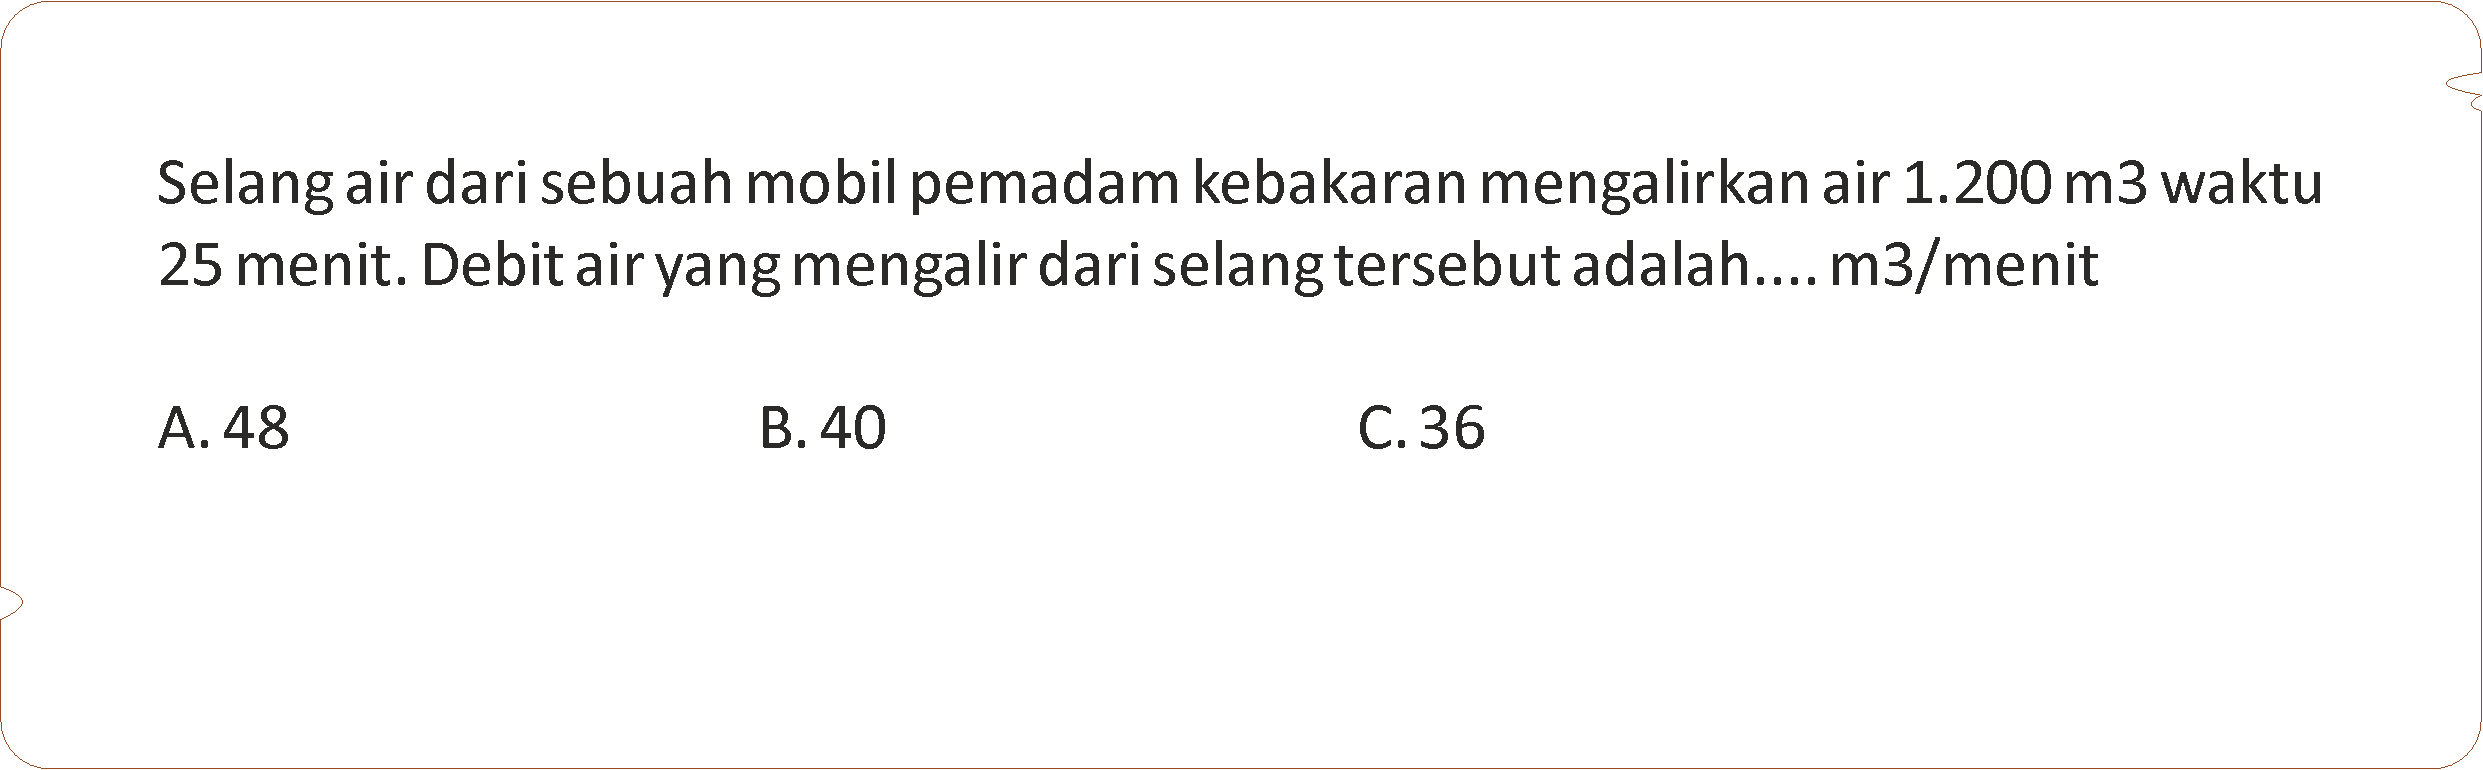 Selang air dari sebuah mobil pemadam kebakaran mengalirkan air 1.200 m3 waktu
25 menit. Debit air yang mengalir dari selang tersebut adalah.... m3/menit
A. 48 B. 40 C. 36